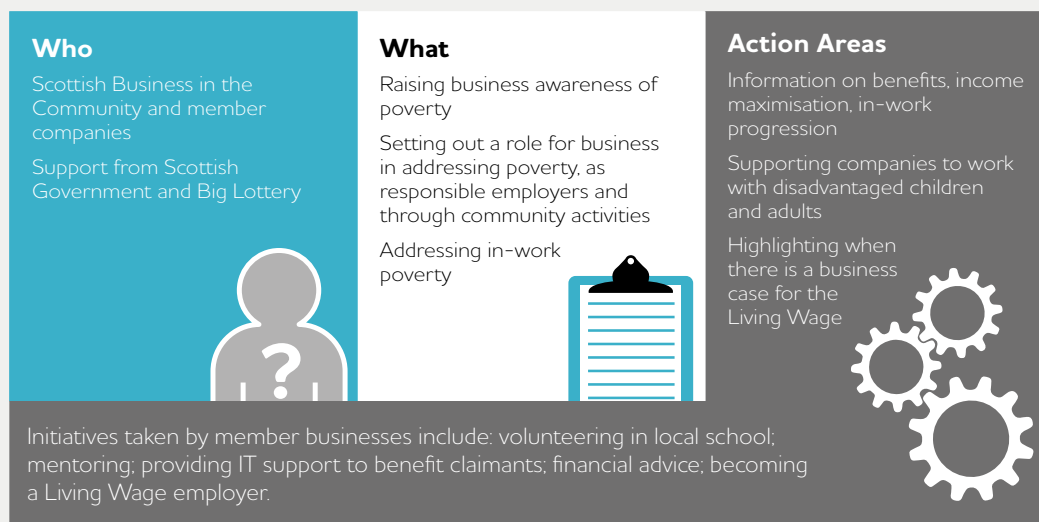 Who
Scottish Business in the
Community and member
companies
Support from Scottish
Government and Big Lottery
?
What
Raising business awareness of
poverty
Setting out a role for business
in addressing poverty, as
responsible employers and
through community activities
Addressing in-work
poverty
Action Areas
Information on benefits, income
maximisation, in-work
progression
Supporting companies to work
with disadvantaged children
and adults
Highlighting when
there is a business
case for the
Living Wage
Initiatives taken by member businesses include: volunteering in local school;
mentoring; providing IT support to benefit claimants; financial advice; becoming
a Living Wage employer.